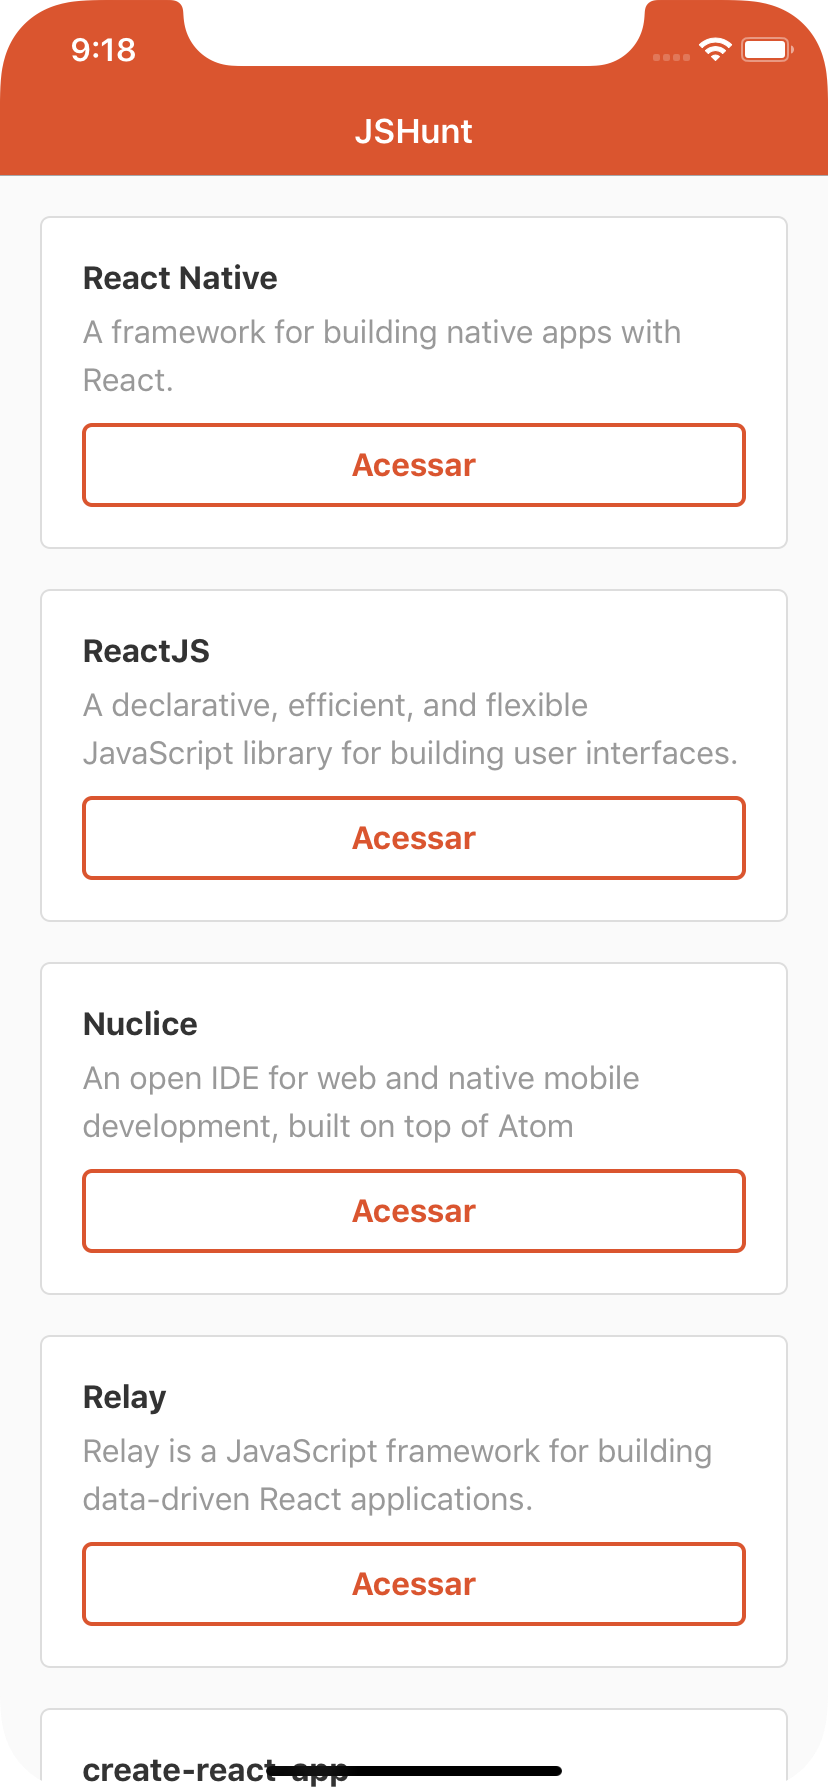 9:18
JSHunt
React Native
A framework for building native apps with
React.
Acessar
ReactJS
A declarative, efficient, and flexible
JavaScript library for building user interfaces.
Acessar
Nuclice
An open IDE for web and native mobile
development, built on top of Atom
Acessar
Relay
Relay is a JavaScript framework for building
data-driven React applications.
Acessar
create-react-app